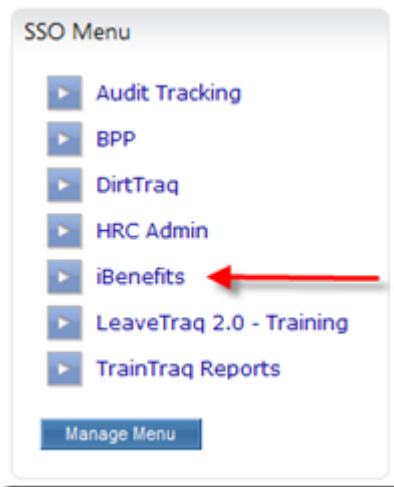 SSO Menu
Audit Tracking
BPP
DirtTraq
HRC Admin
iBenefits
LeaveTraq 2.0 - Training
TrainTraq Reports
Manage Menu